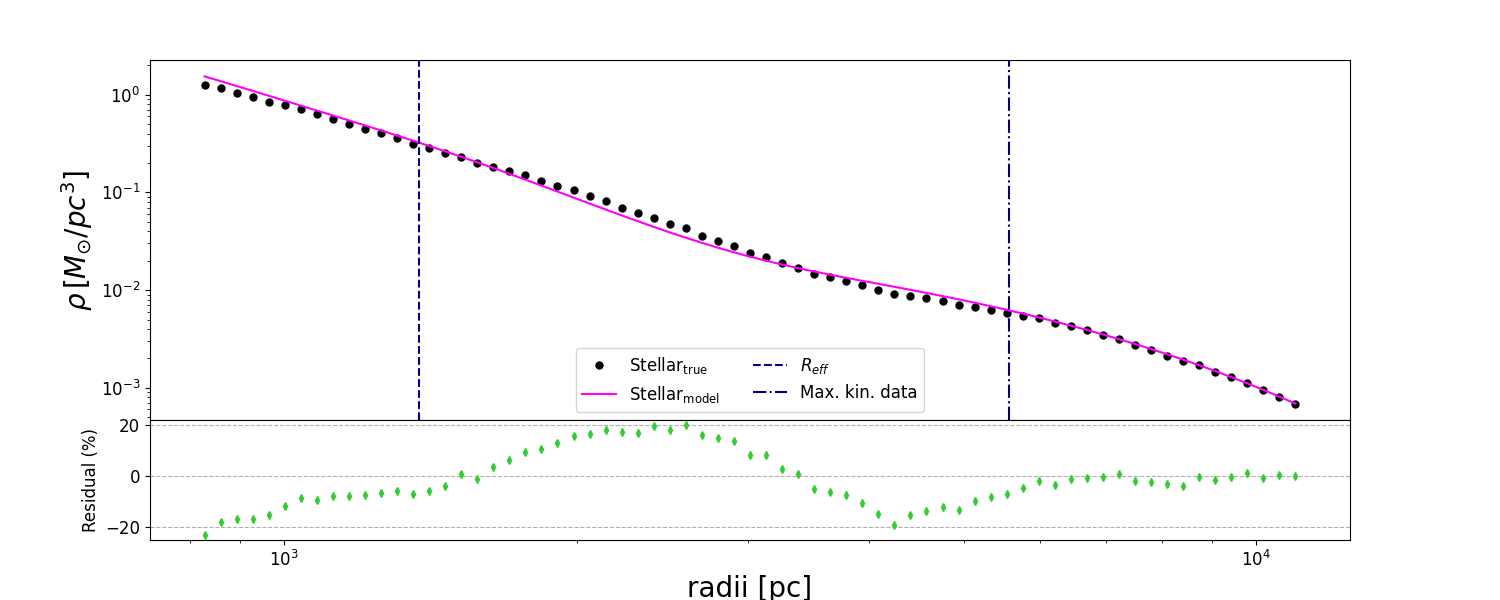 10⁰
10⁻¹
10⁻²
10⁻³
ρ [M⊙/pc³]
Stellar_true
Stellar_model
R_eff
Max. kin. data
20
0
−20
Residual (%)
10³
10⁴
radii [pc]